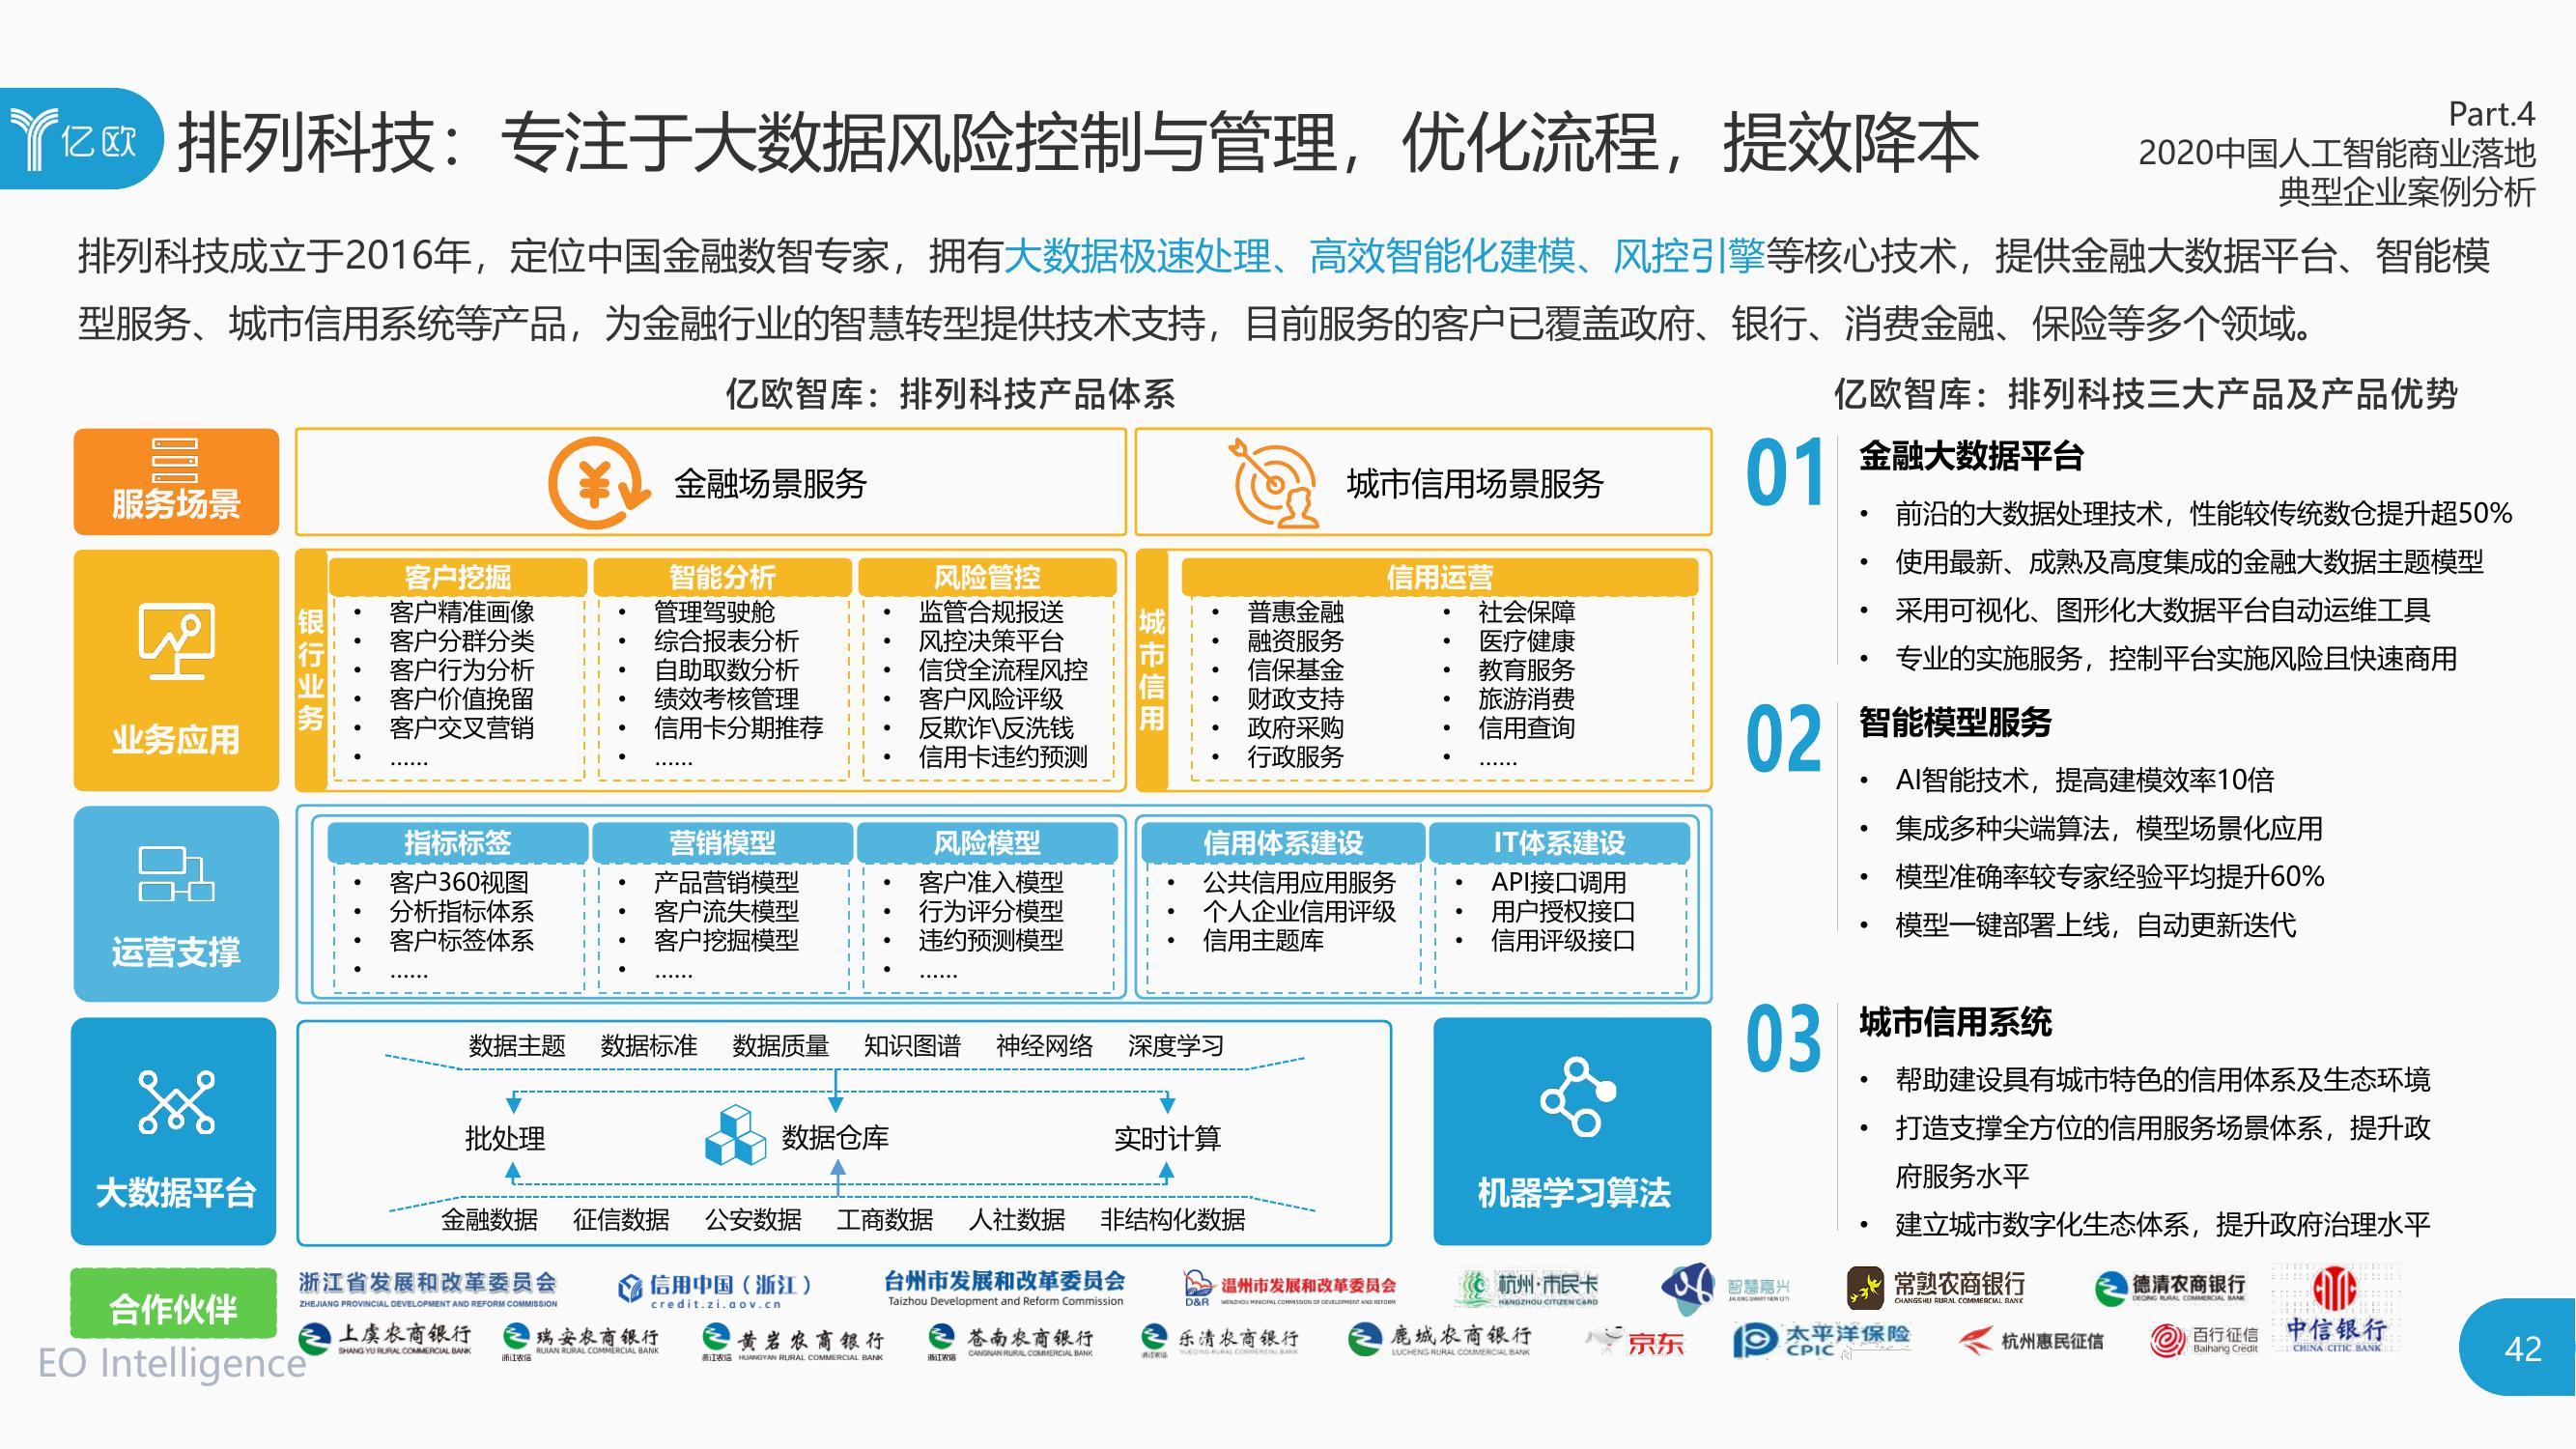 亿欧
排列科技：专注于大数据风险控制与管理，优化流程，提效降本
Part.4
2020中国人工智能商业落地
典型企业案例分析
排列科技成立于2016年，定位中国金融数智专家，拥有大数据极速处理、高效智能化建模、风控引擎等核心技术，提供金融大数据平台、智能模
型服务、城市信用系统等产品，为金融行业的智慧转型提供技术支持，目前服务的客户已覆盖政府、银行、消费金融、保险等多个领域。
亿欧智库：排列科技产品体系
服务场景
金融场景服务
城市信用场景服务
业务应用
银行业务
客户挖掘
• 客户精准画像
• 客户分群分类
• 客户行为分析
• 客户价值挽留
• 客户交叉营销
• ……
智能分析
• 管理驾驶舱
• 综合报表分析
• 自助取数分析
• 绩效考核管理
• 信用卡分期推荐
• ……
风险管控
• 监管合规报送
• 风控决策平台
• 信贷全流程风控
• 客户风险评级
• 反欺诈\反洗钱
• 信用卡违约预测
城市信用
信用运营
• 普惠金融
• 融资服务
• 信保基金
• 财政支持
• 政府采购
• 行政服务
• 社会保障
• 医疗健康
• 教育服务
• 旅游消费
• 信用查询
• ……
运营支撑
指标标签
• 客户360视图
• 分析指标体系
• 客户标签体系
• ……
营销模型
• 产品营销模型
• 客户流失模型
• 客户挖掘模型
• ……
风险模型
• 客户准入模型
• 行为评分模型
• 违约预测模型
• ……
信用体系建设
• 公共信用应用服务
• 个人企业信用评级
• 信用主题库
IT体系建设
• API接口调用
• 用户授权接口
• 信用评级接口
大数据平台
数据主题 数据标准 数据质量 知识图谱 神经网络 深度学习
批处理 数据仓库 实时计算
金融数据 征信数据 公安数据 工商数据 人社数据 非结构化数据
机器学习算法
亿欧智库：排列科技三大产品及产品优势
01
金融大数据平台
• 前沿的大数据处理技术，性能较传统数仓提升超50%
• 使用最新、成熟及高度集成的金融大数据主题模型
• 采用可视化、图形化大数据平台自动运维工具
• 专业的实施服务，控制平台实施风险且快速商用
02
智能模型服务
• AI智能技术，提高建模效率10倍
• 集成多种尖端算法，模型场景化应用
• 模型准确率较专家经验平均提升60%
• 模型一键部署上线，自动更新迭代
03
城市信用系统
• 帮助建设具有城市特色的信用体系及生态环境
• 打造支撑全方位的信用服务场景体系，提升政
府服务水平
• 建立城市数字化生态体系，提升政府治理水平
合作伙伴
浙江省发展和改革委员会
ZHEJIANG PROVINCIAL DEVELOPMENT AND REFORM COMMISSION
信用中国（浙江）
台州市发展和改革委员会
Taizhou Development and Reform Commission
D&R
温州市发展和改革委员会
杭州·市民卡
HANGZHOU CITIZEN CARD
智慧嘉兴
常熟农商银行
CHANGSHU RURAL COMMERCIAL BANK
德清农商银行
DEQING RURAL COMMERCIAL BANK
中信银行
CHINA CITIC BANK
上虞农商银行
SHANG YU RURAL COMMERCIAL BANK
瑞安农商银行
RUIAN RURAL COMMERCIAL BANK
浙江农信
黄岩农商银行
HUANGYAN RURAL COMMERCIAL BANK
浙江农信
苍南农商银行
CANGNAN RURAL COMMERCIAL BANK
浙江农信
乐清农商银行
鹿城农商银行
LUCHENG RURAL COMMERCIAL BANK
京东
太平洋保险
CPIC
杭州惠民征信
百行征信
Baihang Credit
EO Intelligence
42